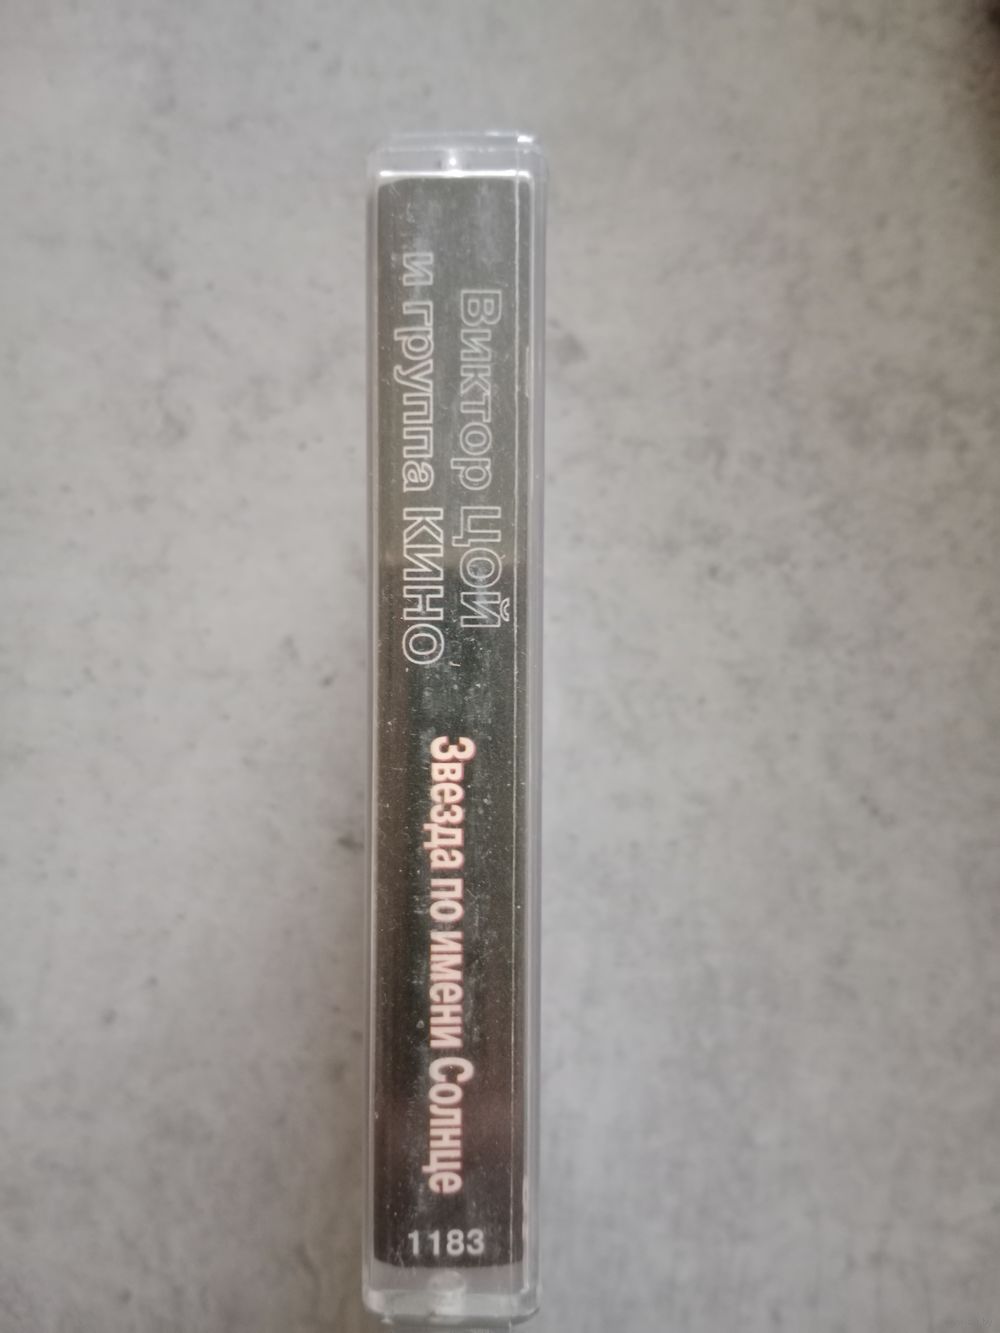 Виктор ЦОЙ
и группа КИНО
Звезда по имени Солнце
1183